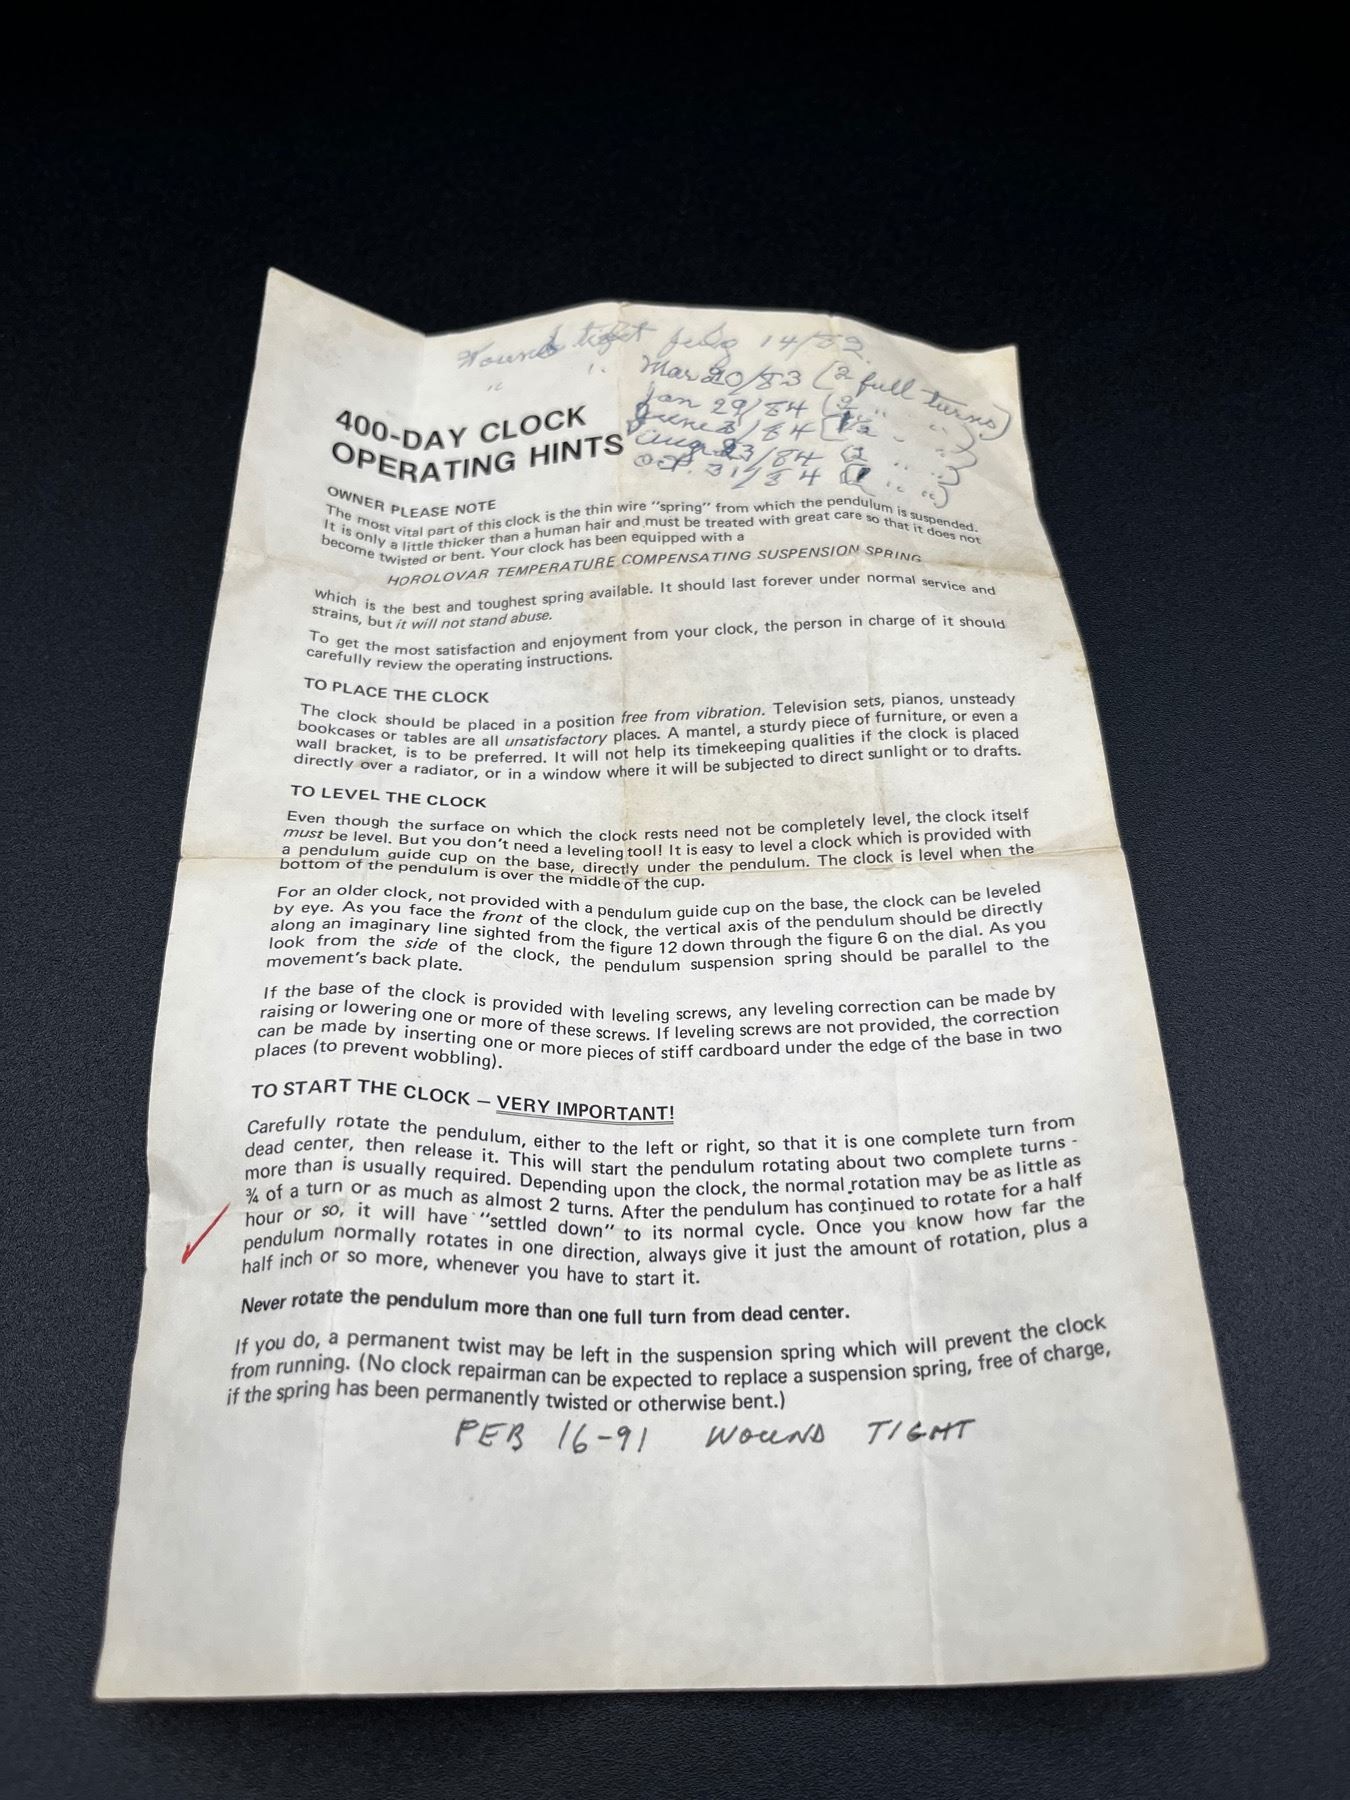 Wound tight July 14/82
" " Mar 20/83 (2 full turns)
Jan 29/84 (2 " ")
June /84 (1/2 " ")
Aug 23/84 (2 " ")
Oct. 31/84 ( " ")
400-DAY CLOCK
OPERATING HINTS
OWNER PLEASE NOTE
The most vital part of this clock is the thin wire "spring" from which the pendulum is suspended.
It is only a little thicker than a human hair and must be treated with great care so that it does not
become twisted or bent. Your clock has been equipped with a
HOROLOVAR TEMPERATURE COMPENSATING SUSPENSION SPRING
which is the best and toughest spring available. It should last forever under normal service and
strains, but it will not stand abuse.
To get the most satisfaction and enjoyment from your clock, the person in charge of it should
carefully review the operating instructions.
TO PLACE THE CLOCK
The clock should be placed in a position free from vibration. Television sets, pianos, unsteady
bookcases or tables are all unsatisfactory places. A mantel, a sturdy piece of furniture, or even a
wall bracket, is to be preferred. It will not help its timekeeping qualities if the clock is placed
directly over a radiator, or in a window where it will be subjected to direct sunlight or to drafts.
TO LEVEL THE CLOCK
Even though the surface on which the clock rests need not be completely level, the clock itself
must be level. But you don't need a leveling tool! It is easy to level a clock which is provided with
a pendulum guide cup on the base, directly under the pendulum. The clock is level when the
bottom of the pendulum is over the middle of the cup.
For an older clock, not provided with a pendulum guide cup on the base, the clock can be leveled
by eye. As you face the front of the clock, the vertical axis of the pendulum should be directly
along an imaginary line sighted from the figure 12 down through the figure 6 on the dial. As you
look from the side of the clock, the pendulum suspension spring should be parallel to the
movement's back plate.
If the base of the clock is provided with leveling screws, any leveling correction can be made by
raising or lowering one or more of these screws. If leveling screws are not provided, the correction
can be made by inserting one or more pieces of stiff cardboard under the edge of the base in two
places (to prevent wobbling).
TO START THE CLOCK – VERY IMPORTANT!
Carefully rotate the pendulum, either to the left or right, so that it is one complete turn from
dead center, then release it. This will start the pendulum rotating about two complete turns -
more than is usually required. Depending upon the clock, the normal rotation may be as little as
¾ of a turn or as much as almost 2 turns. After the pendulum has continued to rotate for a half
hour or so, it will have "settled down" to its normal cycle. Once you know how far the
pendulum normally rotates in one direction, always give it just the amount of rotation, plus a
half inch or so more, whenever you have to start it.
Never rotate the pendulum more than one full turn from dead center.
If you do, a permanent twist may be left in the suspension spring which will prevent the clock
from running. (No clock repairman can be expected to replace a suspension spring, free of charge,
if the spring has been permanently twisted or otherwise bent.)
FEB 16-91 WOUND TIGHT